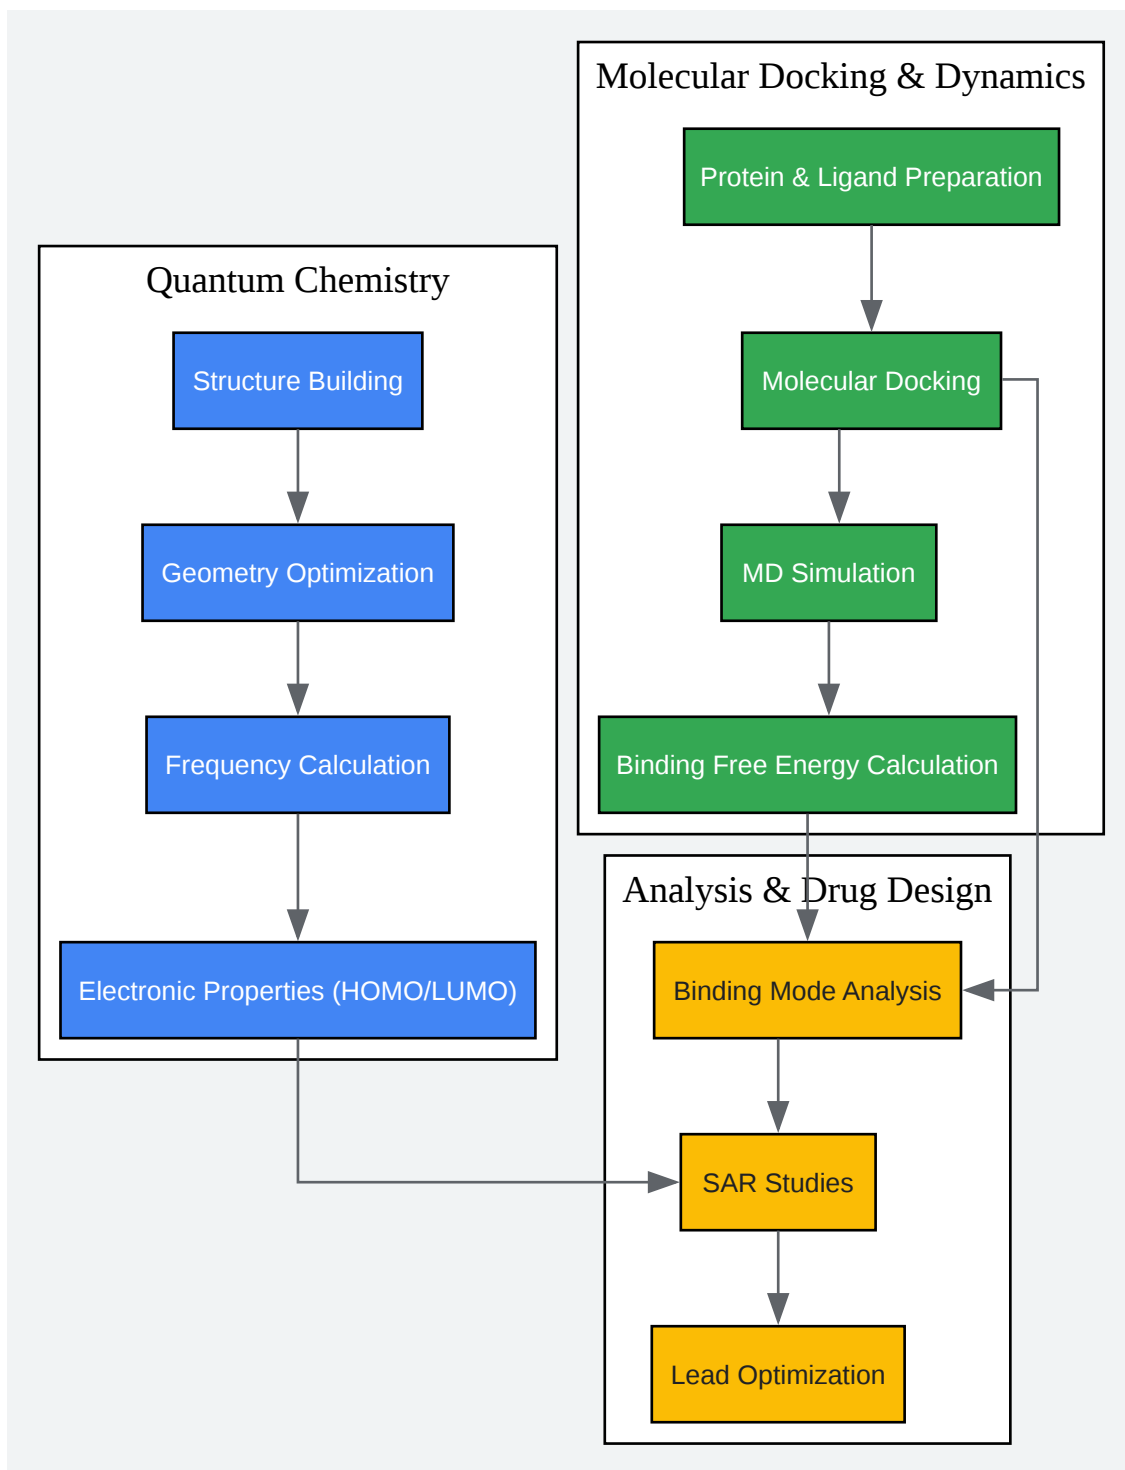 Molecular Docking & Dynamics
Protein & Ligand Preparation
Molecular Docking
MD Simulation
Binding Free Energy Calculation
Quantum Chemistry
Structure Building
Geometry Optimization
Frequency Calculation
Electronic Properties (HOMO/LUMO)
Analysis & Drug Design
Binding Mode Analysis
SAR Studies
Lead Optimization